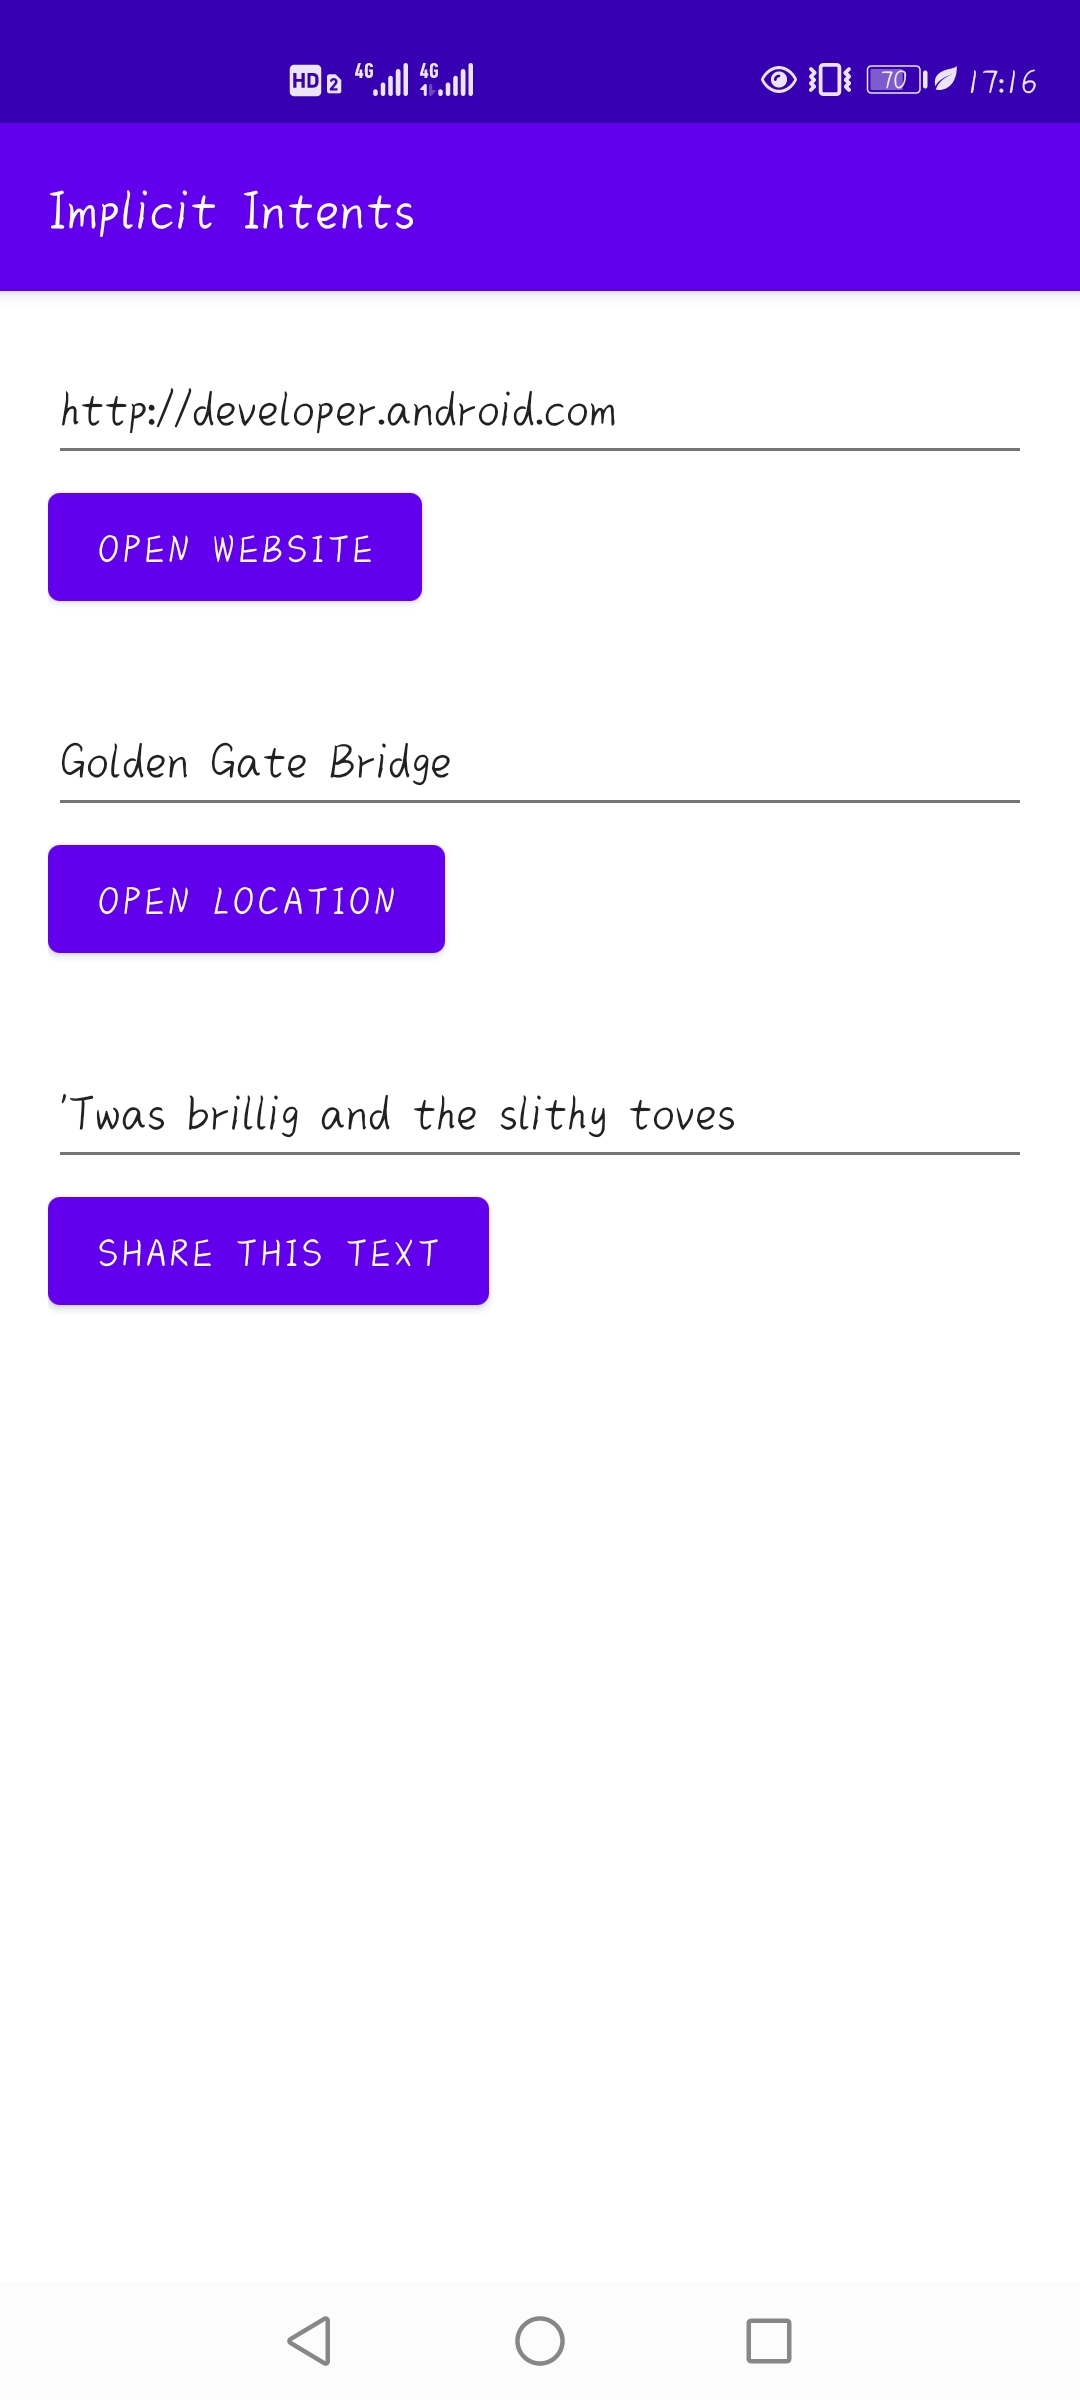 HD 2 4G 4G 1 70 17:16
Implicit Intents
http://developer.android.com
OPEN WEBSITE
Golden Gate Bridge
OPEN LOCATION
'Twas brillig and the slithy toves
SHARE THIS TEXT